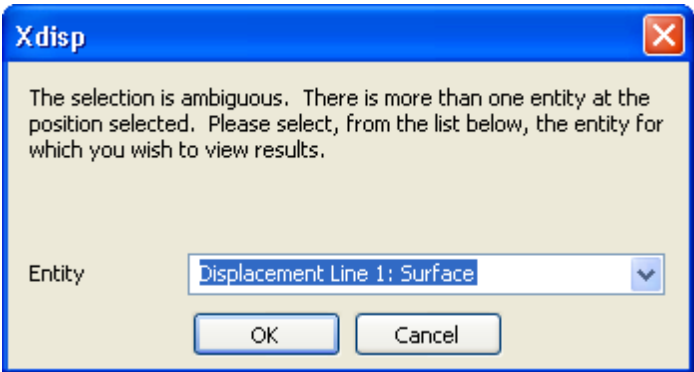 Xdisp
The selection is ambiguous.  There is more than one entity at the
position selected.  Please select, from the list below, the entity for
which you wish to view results.
Entity
Displacement Line 1: Surface
OK
Cancel